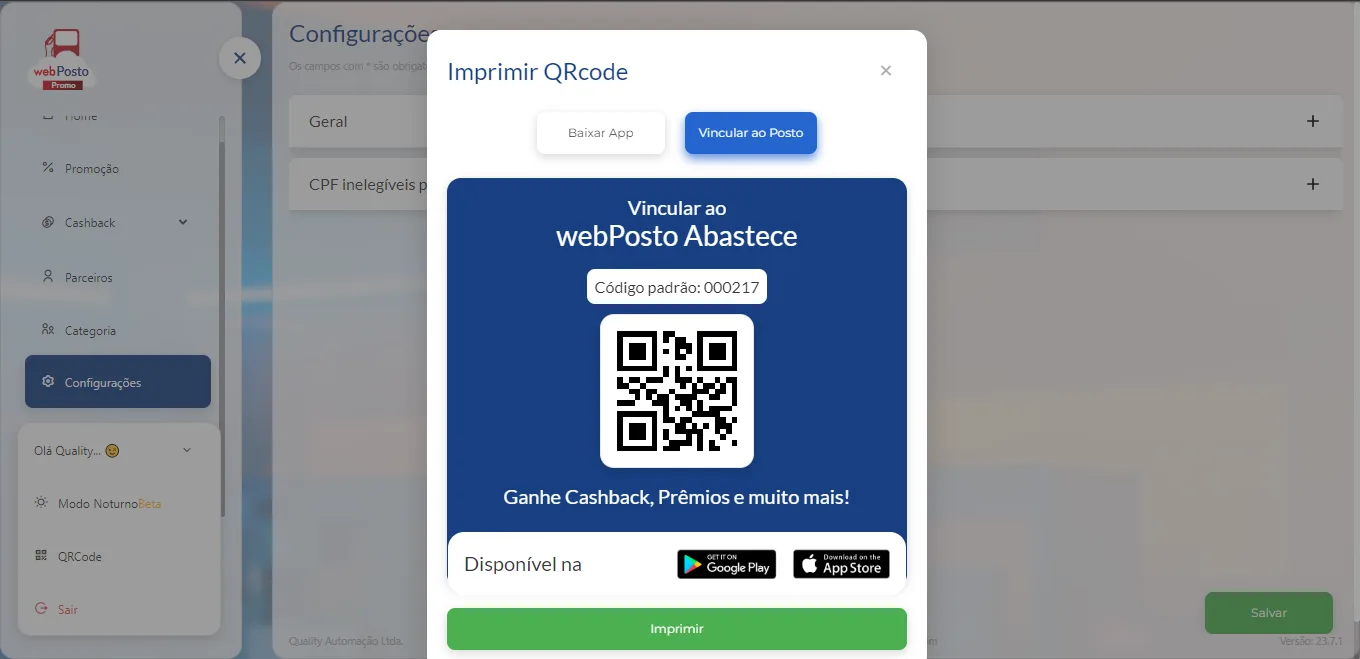 webPosto
Promo
Home
Promoção
Cashback
Parceiros
Categoria
Configurações
Olá Quality... 😉
Modo NoturnoBeta
QRCode
Sair
Configurações
Os campos com * são obrigató
Geral
CPF inelegíveis p
Quality Automação Ltda.
Imprimir QRcode
×
Baixar App
Vincular ao Posto
Vincular ao
webPosto Abastece
Código padrão: 000217
Ganhe Cashback, Prêmios e muito mais!
Disponível na
GET IT ON
Google Play
Download on the
App Store
Imprimir
Salvar
Versão: 23.7.1